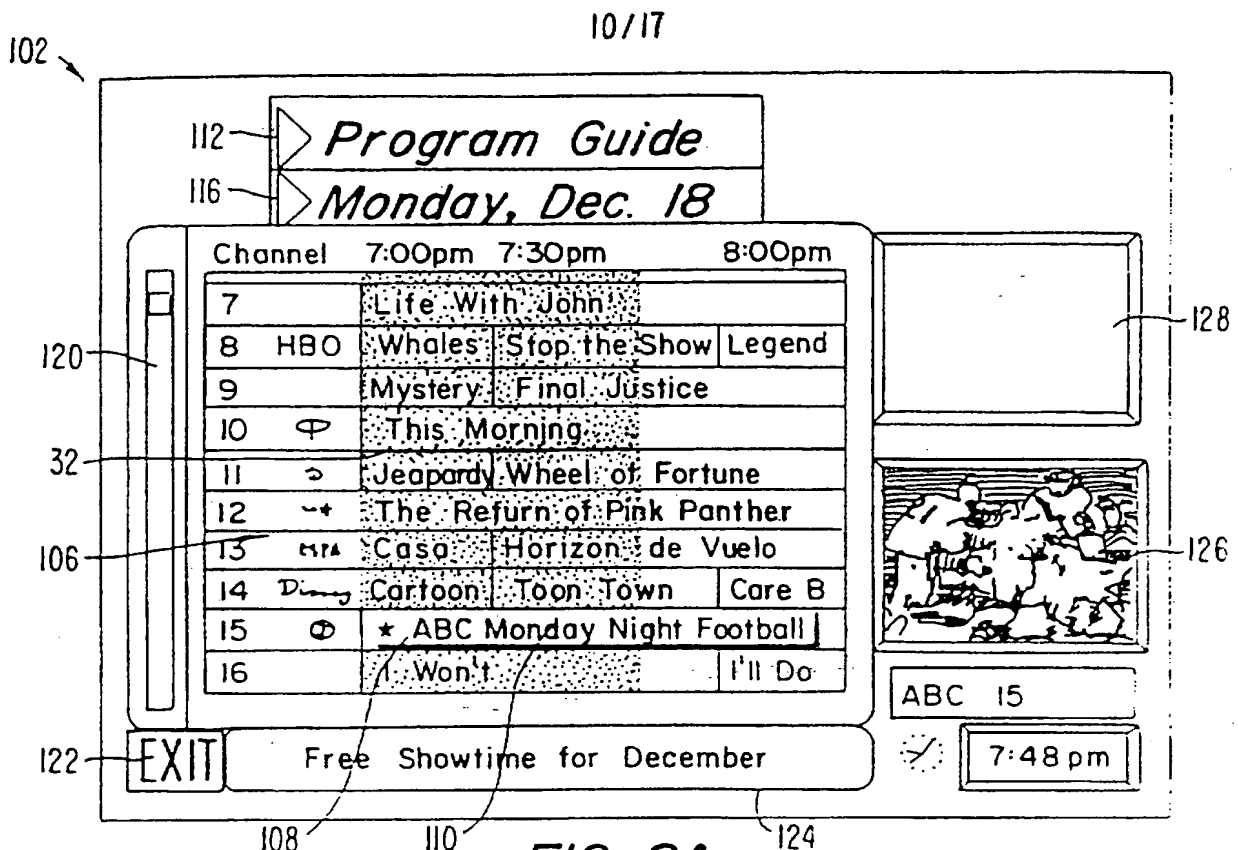 10/17
102
112
Program Guide
116
Monday, Dec. 18
Channel 7:00pm 7:30pm 8:00pm
7 Life With John
128
120
8 HBO Whales Stop the Show Legend
9 Mystery Final Justice
10 This Morning
32
11 Jeapardy Wheel of Fortune
12 The Return of Pink Panther
106
13 Casa Horizon de Vuelo
126
14 Disney Cartoon Toon Town Care B
15 ★ ABC Monday Night Football
16 I Won't I'll Do
ABC 15
122
EXIT
Free Showtime for December
7:48 pm
108 110 124